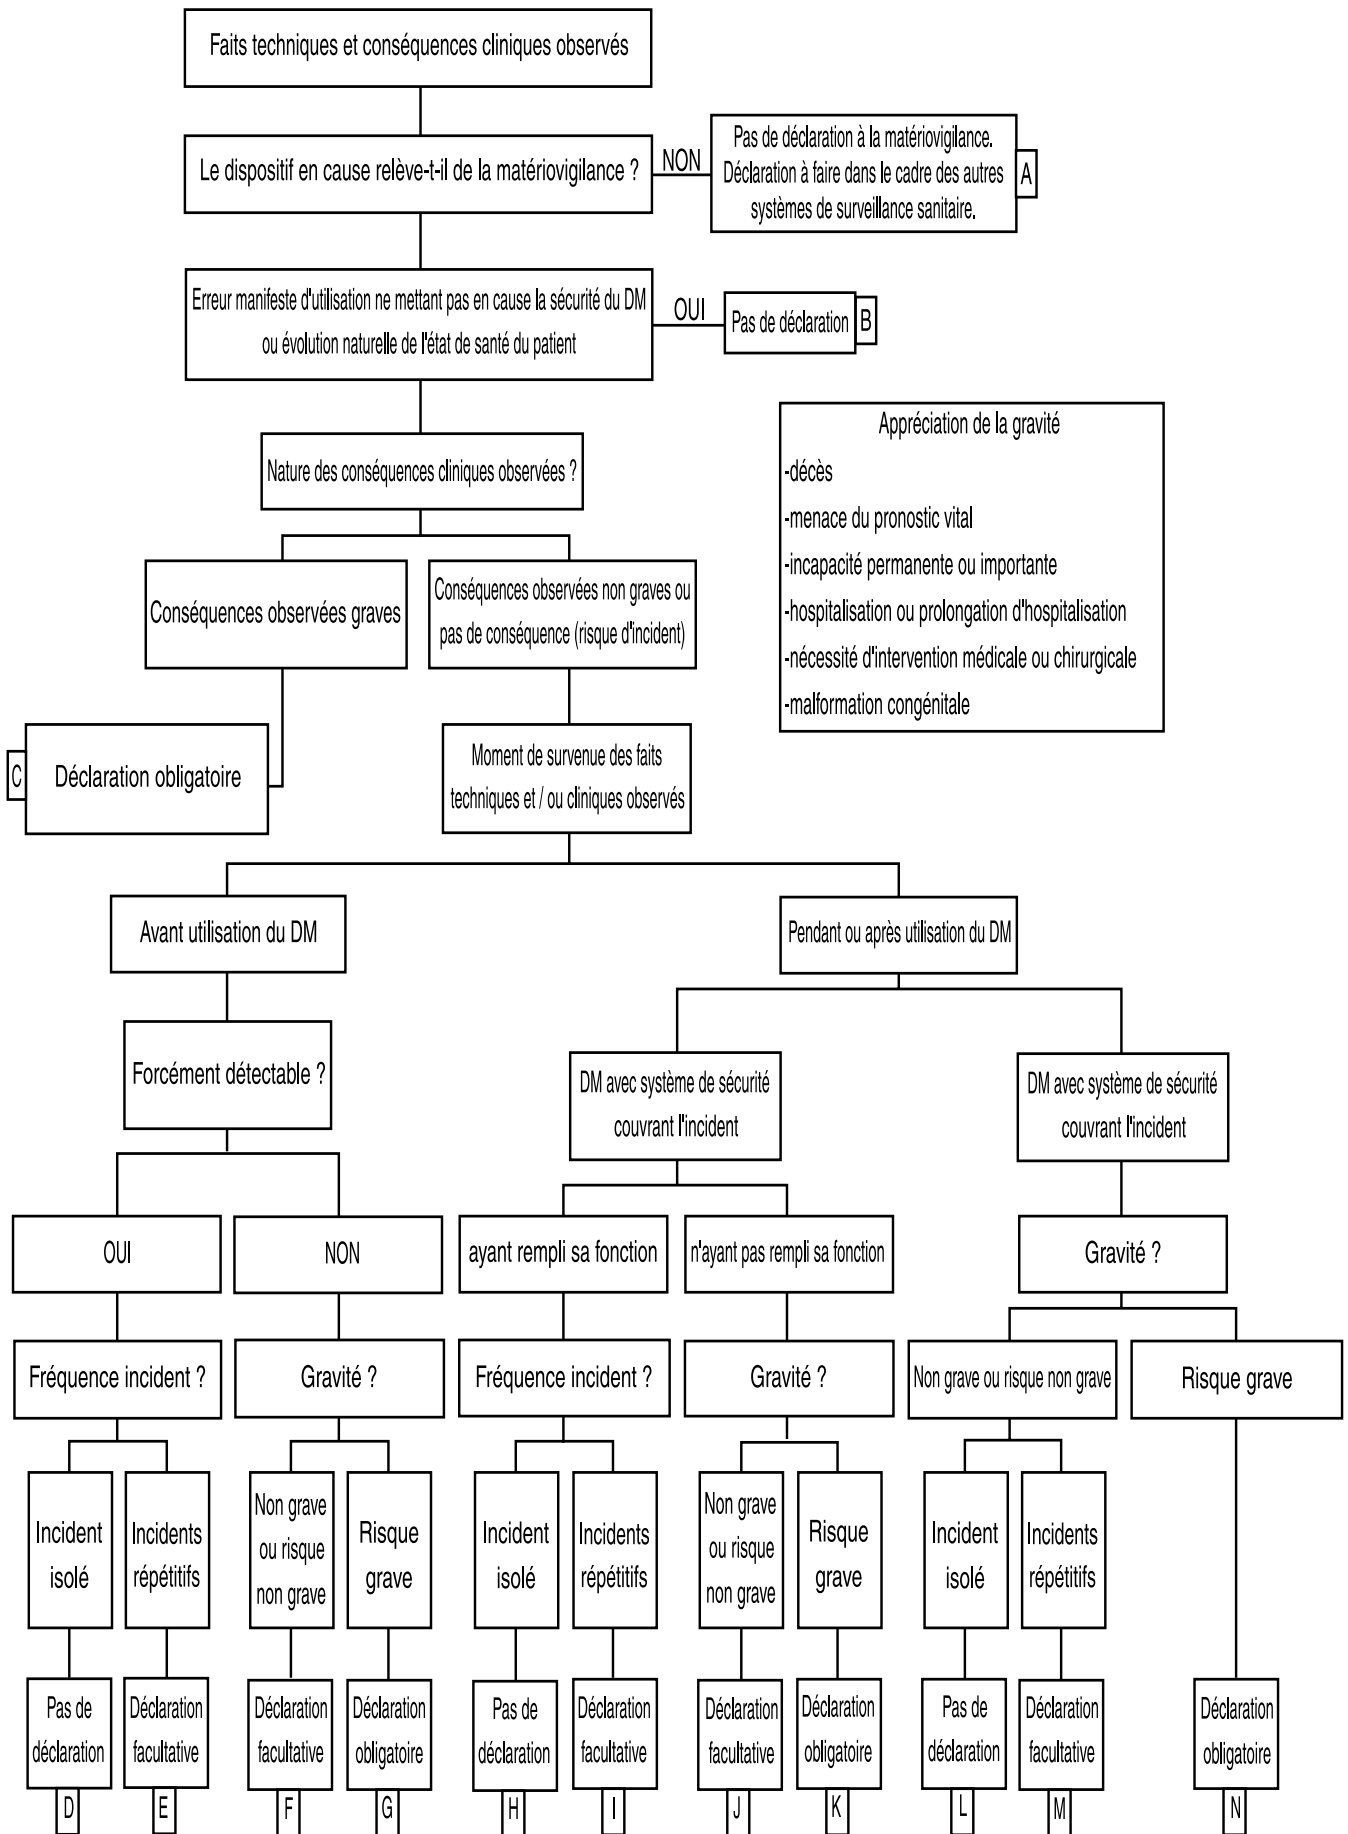 Faits techniques et conséquences cliniques observés
Le dispositif en cause relève-t-il de la matériovigilance ?
NON
Pas de déclaration à la matériovigilance.
Déclaration à faire dans le cadre des autres
systèmes de surveillance sanitaire.
A
Erreur manifeste d'utilisation ne mettant pas en cause la sécurité du DM
ou évolution naturelle de l'état de santé du patient
OUI
Pas de déclaration
B
Appréciation de la gravité
-décès
-menace du pronostic vital
-incapacité permanente ou importante
-hospitalisation ou prolongation d'hospitalisation
-nécessité d'intervention médicale ou chirurgicale
-malformation congénitale
Nature des conséquences cliniques observées ?
Conséquences observées graves
Conséquences observées non graves ou
pas de conséquence (risque d'incident)
C
Déclaration obligatoire
Moment de survenue des faits
techniques et / ou cliniques observés
Avant utilisation du DM
Pendant ou après utilisation du DM
Forcément détectable ?
DM avec système de sécurité
couvrant l'incident
DM avec système de sécurité
couvrant l'incident
OUI
NON
ayant rempli sa fonction
n'ayant pas rempli sa fonction
Gravité ?
Fréquence incident ?
Gravité ?
Fréquence incident ?
Gravité ?
Non grave ou risque non grave
Risque grave
Incident
isolé
Incidents
répétitifs
Non grave
ou risque
non grave
Risque
grave
Incident
isolé
Incidents
répétitifs
Non grave
ou risque
non grave
Risque
grave
Incident
isolé
Incidents
répétitifs
Pas de
déclaration
Déclaration
facultative
Déclaration
facultative
Déclaration
obligatoire
Pas de
déclaration
Déclaration
facultative
Déclaration
facultative
Déclaration
obligatoire
Pas de
déclaration
Déclaration
facultative
Déclaration
obligatoire
D
E
F
G
H
I
J
K
L
M
N